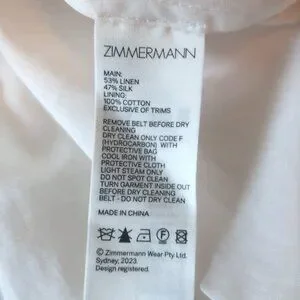 ZIMMERMANN
MAIN:
53% LINEN
47% SILK
LINING:
100% COTTON
EXCLUSIVE OF TRIMS
REMOVE BELT BEFORE DRY
CLEANING
DRY CLEAN ONLY CODE F
(HYDROCARBON) WITH
PROTECTIVE BAG
COOL IRON WITH
PROTECTIVE CLOTH
LIGHT STEAM ONLY
DO NOT SPOT CLEAN
TURN GARMENT INSIDE OUT
BEFORE DRY CLEANING
BELT - DO NOT DRY CLEAN
MADE IN CHINA
F
© Zimmermann Wear Pty Ltd.
Sydney, 2023.
Design registered.